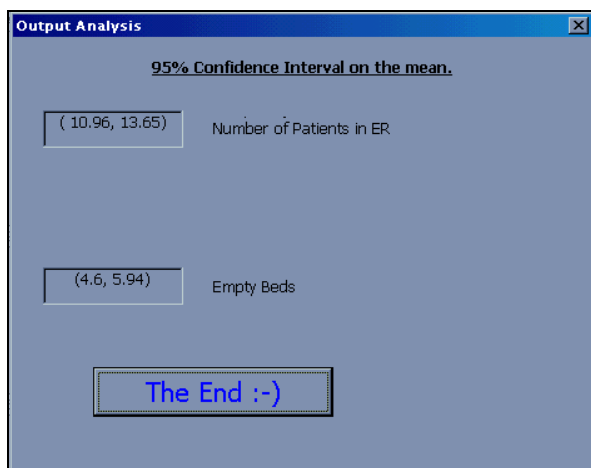 Output Analysis
95% Confidence Interval on the mean.
( 10.96, 13.65) Number of Patients in ER
(4.6, 5.94) Empty Beds
The End :-)